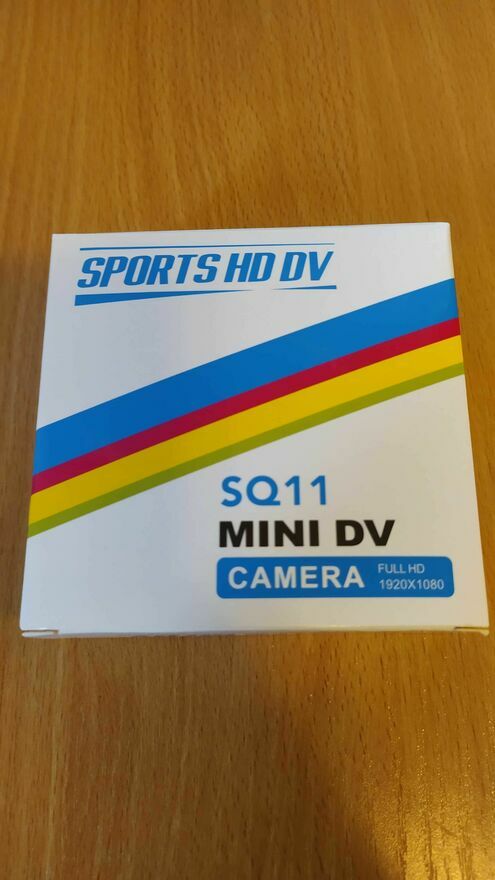 SPORTS HD DV
SQ11
MINI DV
CAMERA FULL HD
1920X1080